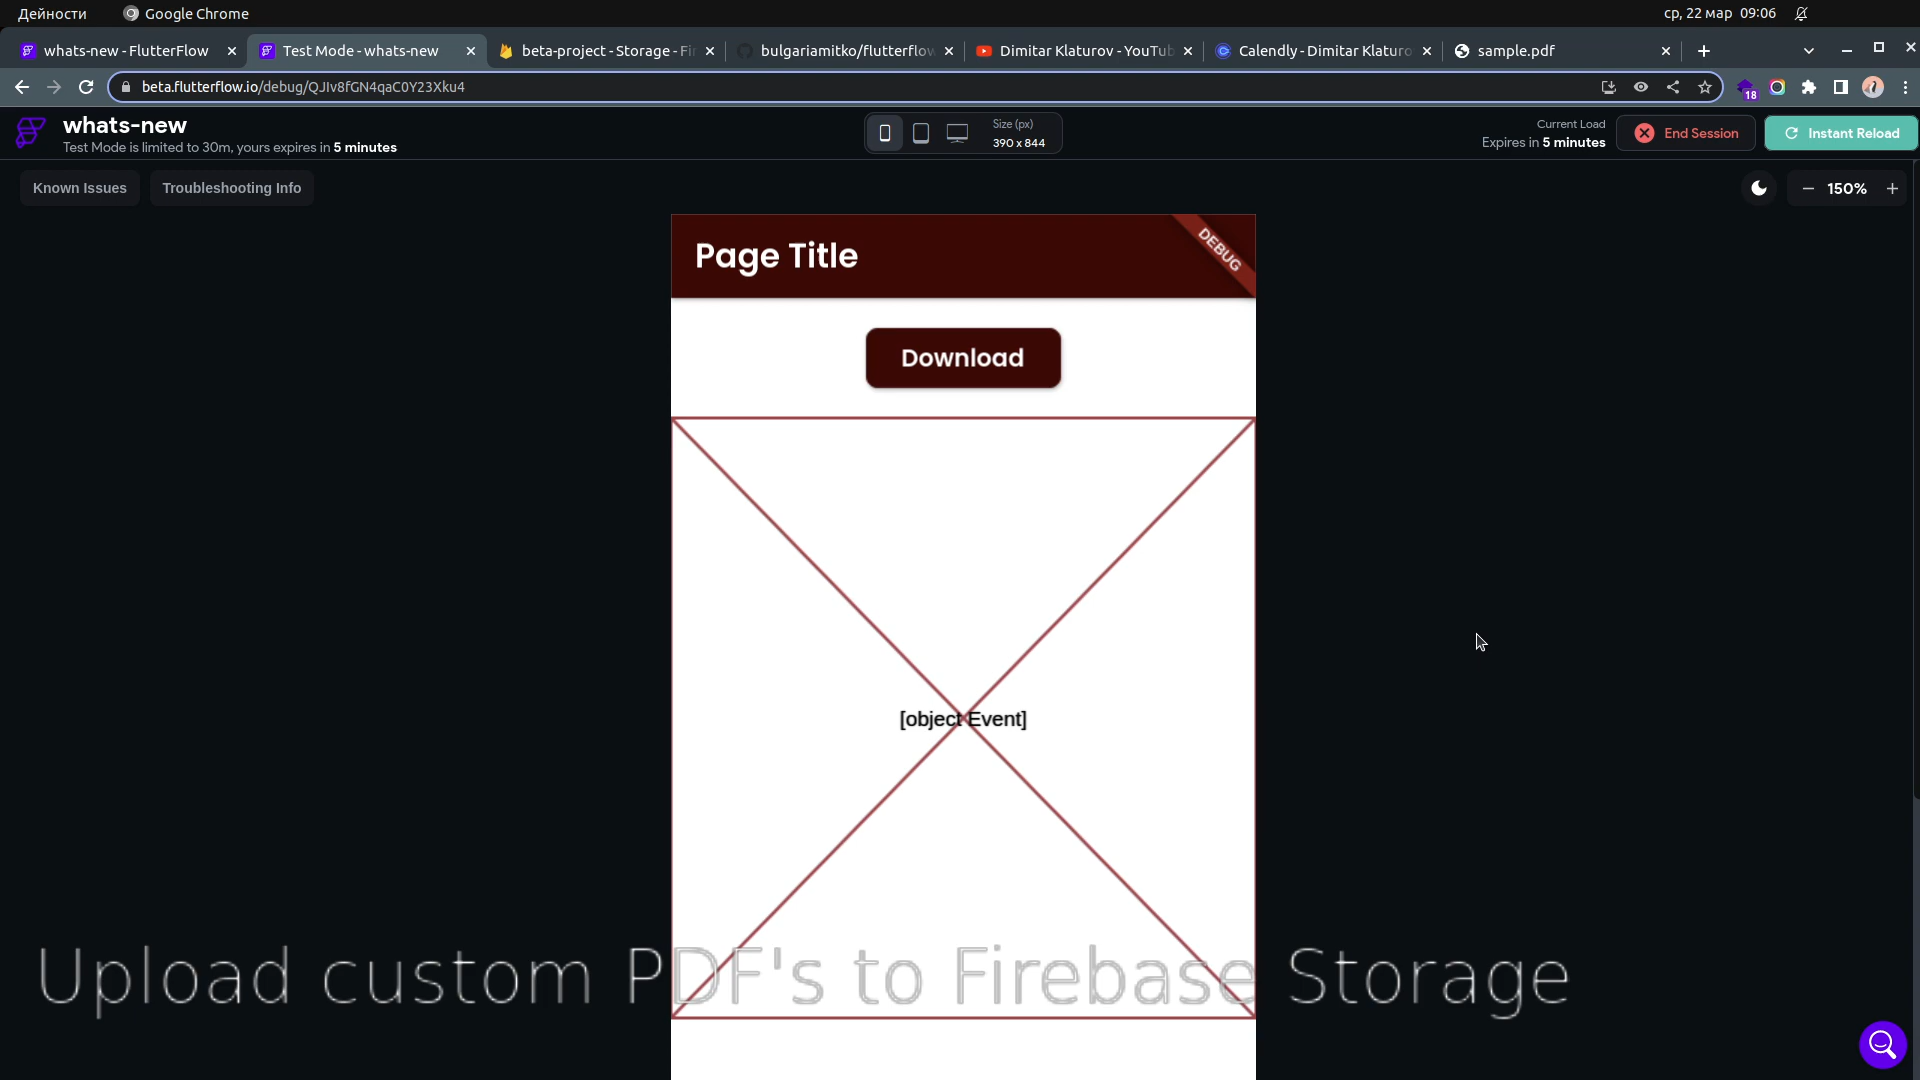 Дейности
Google Chrome
ср, 22 мар 09:06
whats-new - FlutterFlow
Test Mode - whats-new
beta-project - Storage - Fir
bulgariamitko/flutterflow
Dimitar Klaturov - YouTub
Calendly - Dimitar Klaturo
sample.pdf
beta.flutterflow.io/debug/QJIv8fGN4qaC0Y23Xku4
18
whats-new
Test Mode is limited to 30m, yours expires in 5 minutes
Size (px)
390 x 844
Current Load
Expires in 5 minutes
End Session
Instant Reload
Known Issues
Troubleshooting Info
150%
Page Title
DEBUG
Download
[object Event]
Upload custom PDF's to Firebase Storage